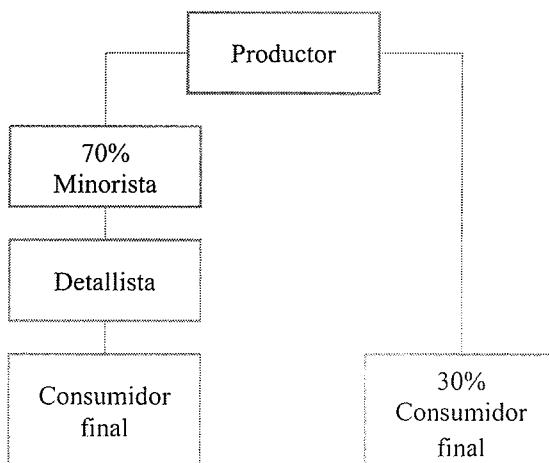 Productor
70%
Minorista
Detallista
Consumidor
final
30%
Consumidor
final